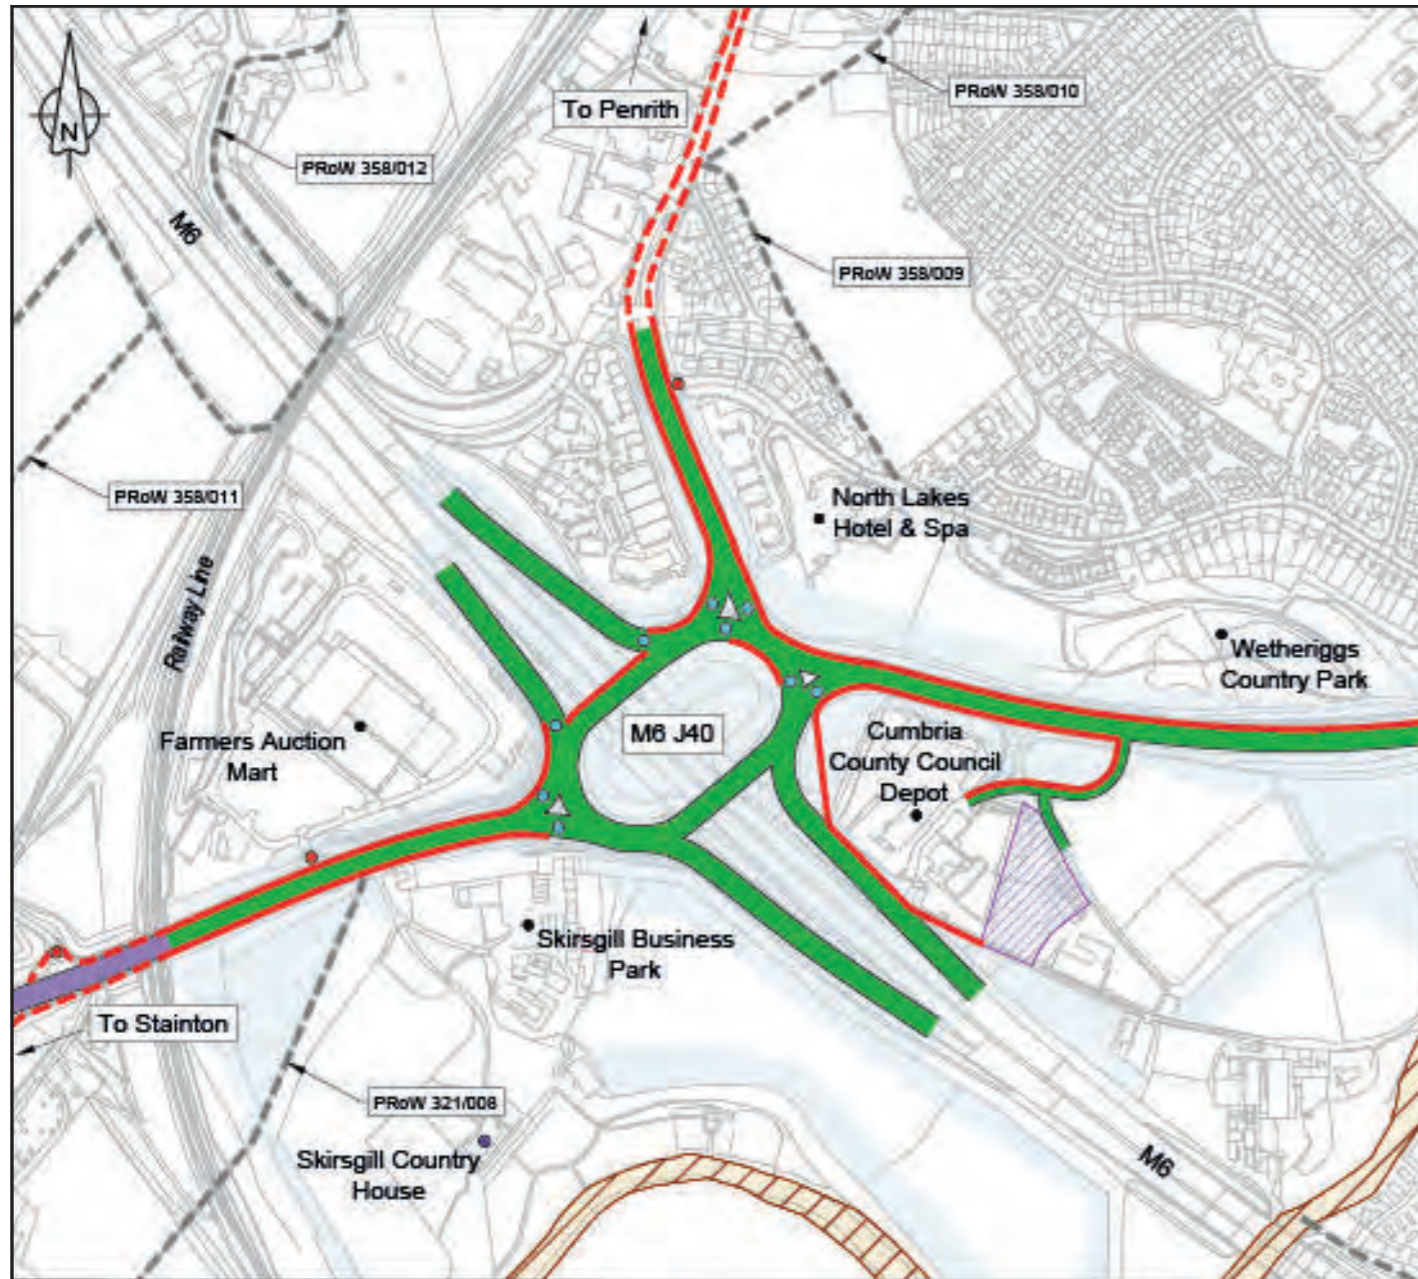 To Penrith
PRoW 358/010
N
PRoW 358/012
M6
PRoW 358/009
PRoW 358/011
North Lakes
Hotel & Spa
Railway Line
Wetheriggs
Country Park
M6 J40
Cumbria
County Council
Depot
Farmers Auction
Mart
Skirsgill Business
Park
To Stainton
PRoW 321/008
Skirsgill Country
House
M6